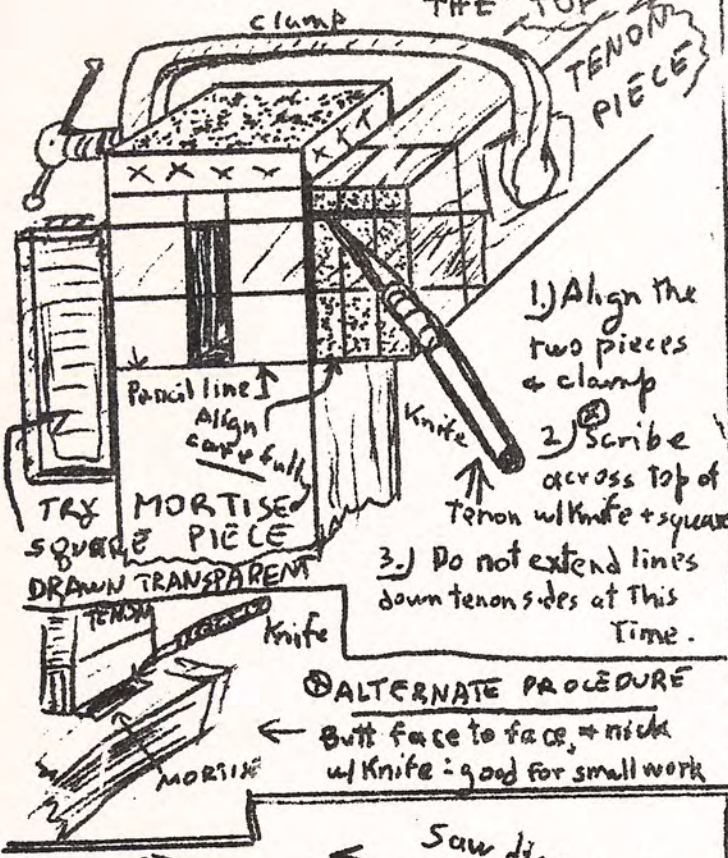 THE TOP
clamp
TENON
PIECE
X X X X
X X T
1.) Align the
two pieces
& clamp
Pencil line
Align
carefully
Knife
2.) Scribe
across top of
Tenon w/ Knife + square
TRY
SQUARE
MORTISE
PIECE
DRAWN TRANSPARENT
3.) Do not extend lines
down tenon sides at This
Time.
TENON
Knife
ALTERNATE PROCEDURE
← Butt face to face, + nick
w/ Knife - good for small work
MORTISE
Saw